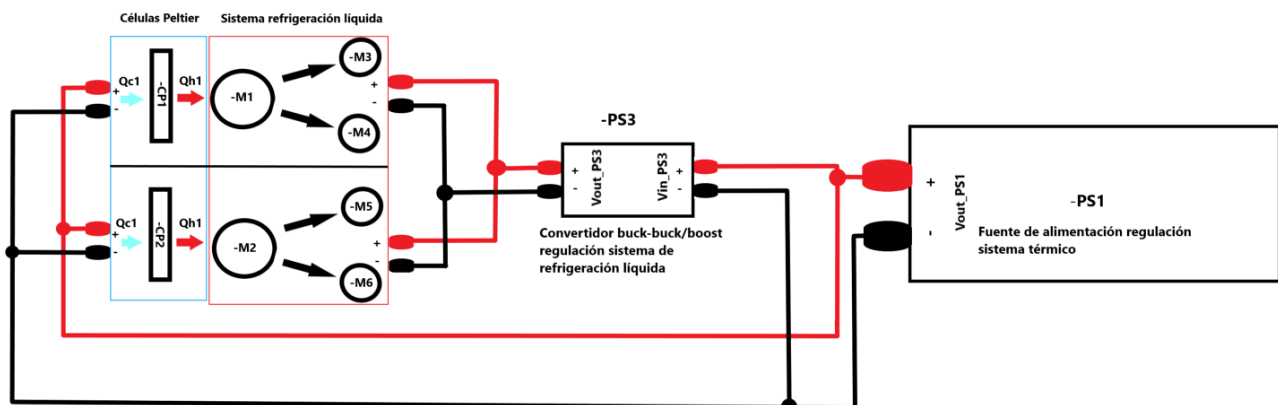 Células Peltier
Sistema refrigeración líquida
Qc1
-CP1
Qh1
+
-
-M1
-M3
-M4
+
-
Qc1
-CP2
Qh1
+
-
-M2
-M5
-M6
+
-
-PS3
+
-
Vout_PS3
Vin_PS3
+
-
Convertidor buck-buck/boost
regulación sistema de
refrigeración líquida
+
-
Vout_PS1
-PS1
Fuente de alimentación regulación
sistema térmico